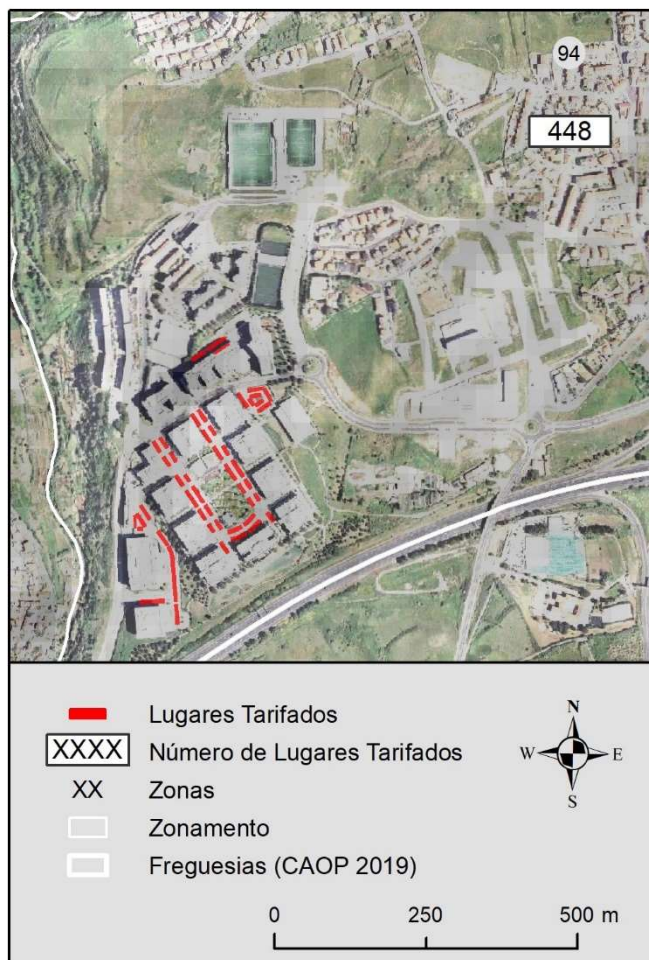 94
448
Lugares Tarifados
XXXX Número de Lugares Tarifados
XX Zonas
Zonamento
Freguesias (CAOP 2019)
N
W E
S
0 250 500 m